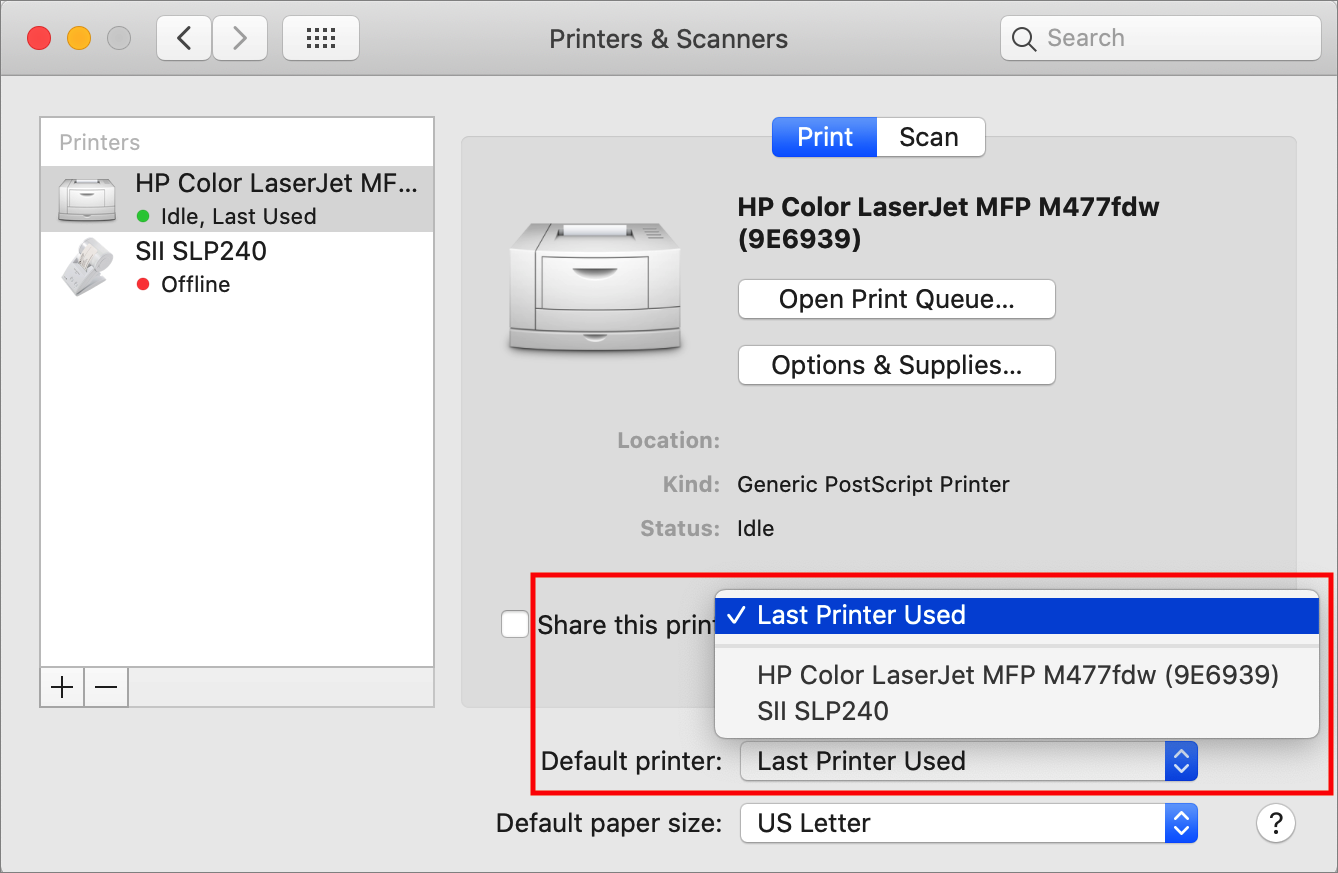 Printers & Scanners
Search
Printers
HP Color LaserJet MF...
Idle, Last Used
SII SLP240
Offline
Print
Scan
HP Color LaserJet MFP M477fdw
(9E6939)
Open Print Queue...
Options & Supplies...
Location:
Kind: Generic PostScript Printer
Status: Idle
Share this print
✓ Last Printer Used
HP Color LaserJet MFP M477fdw (9E6939)
SII SLP240
Default printer: Last Printer Used
Default paper size: US Letter
?